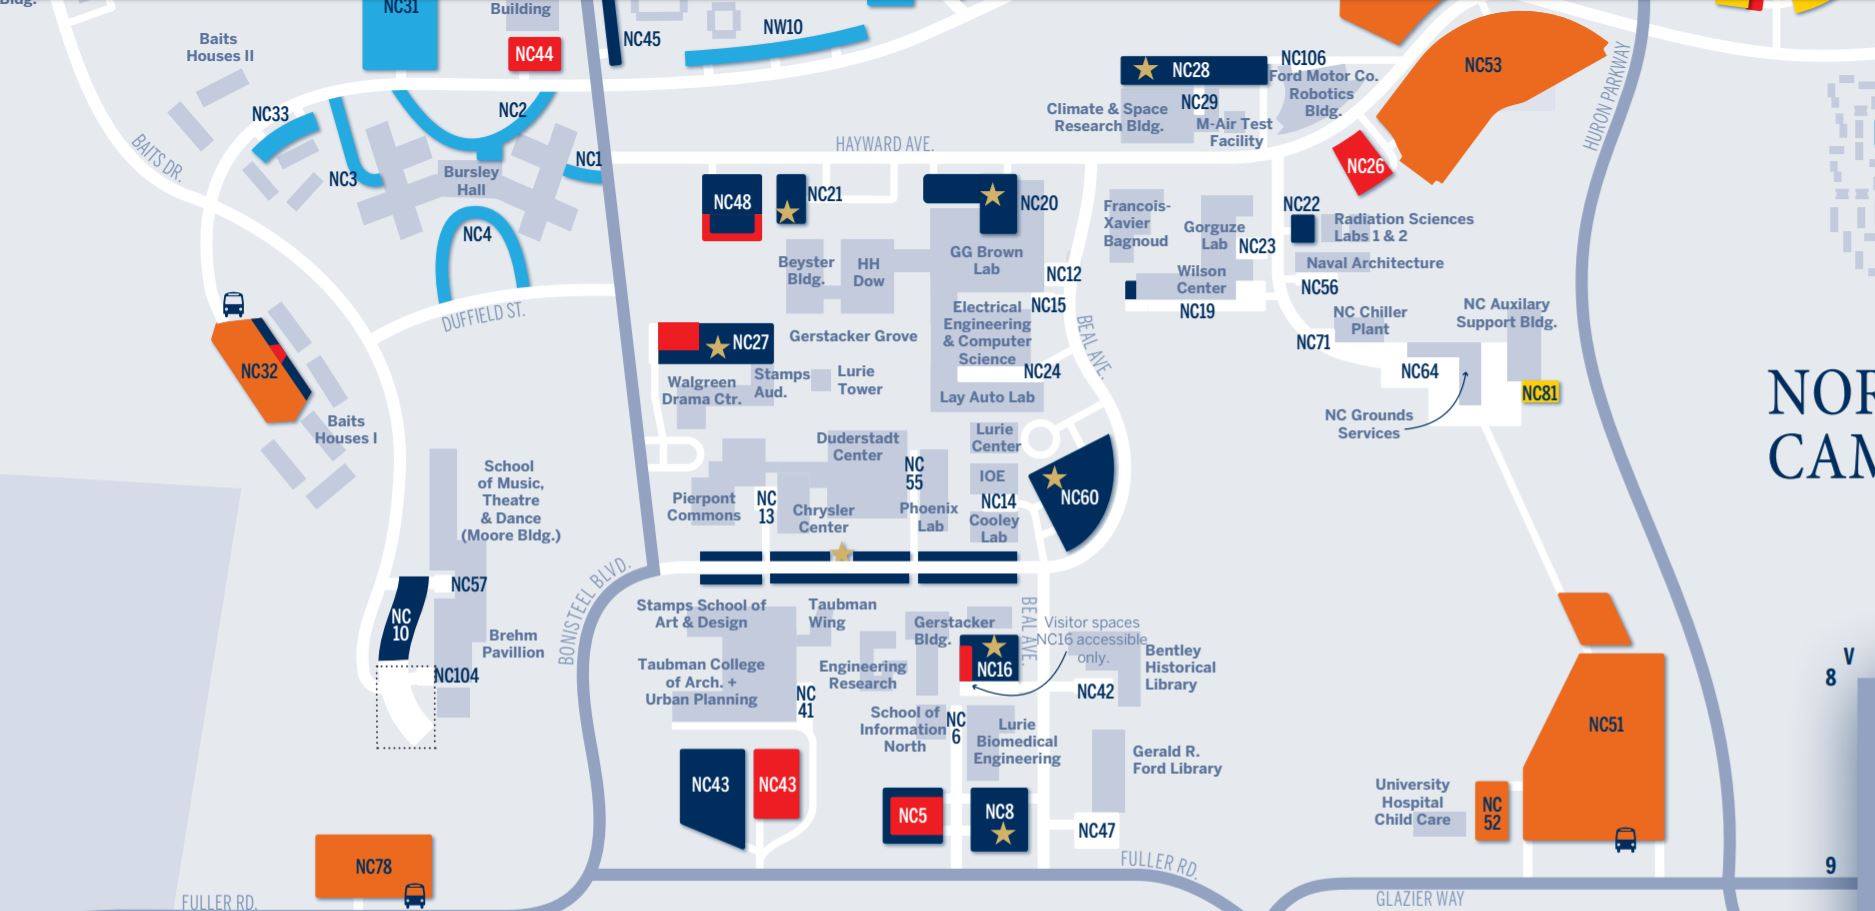 NC31
Building
NC44
NC45
NW10
Baits
Houses II
NC33
NC2
NC3
NC1
Bursley
Hall
NC4
BAITS DR.
DUFFIELD ST.
HAYWARD AVE.
NC28
NC106
Ford Motor Co.
Robotics
Bldg.
NC29
Climate & Space
Research Bldg.
M-Air Test
Facility
NC53
HURON PARKWAY
NC26
NC48
NC21
NC20
GG Brown
Lab
Beyster
Bldg.
HH
Dow
NC12
NC15
Electrical
Engineering
& Computer
Science
NC24
Lay Auto Lab
BEAL AVE.
Francois-
Xavier
Bagnoud
Gorguze
Lab
NC23
Wilson
Center
NC19
NC22
Radiation Sciences
Labs 1 & 2
Naval Architecture
NC56
NC Chiller
Plant
NC Auxilary
Support Bldg.
NC71
NC64
NC81
NC Grounds
Services
NC32
Baits
Houses I
NC27
Gerstacker Grove
Walgreen
Drama Ctr.
Stamps
Aud.
Lurie
Tower
School
of Music,
Theatre
& Dance
(Moore Bldg.)
Duderstadt
Center
NC
55
Lurie
Center
IOE
NC14
Cooley
Lab
NC60
Pierpont
Commons
NC
13
Chrysler
Center
Phoenix
Lab
NC57
NC
10
Brehm
Pavillion
NC104
BONISTEEL BLVD.
Stamps School of
Art & Design
Taubman
Wing
Gerstacker
Bldg.
BEAL AVE.
Visitor spaces
NC16 accessible
only.
NC16
Bentley
Historical
Library
NC42
Taubman College
of Arch. +
Urban Planning
Engineering
Research
NC
41
School of
Information
North
NC
6
Lurie
Biomedical
Engineering
Gerald R.
Ford Library
NC43
NC43
NC5
NC8
NC47
NC78
FULLER RD.
FULLER RD.
GLAZIER WAY
University
Hospital
Child Care
NC
52
NC51
NOR
CAM
V
8
9